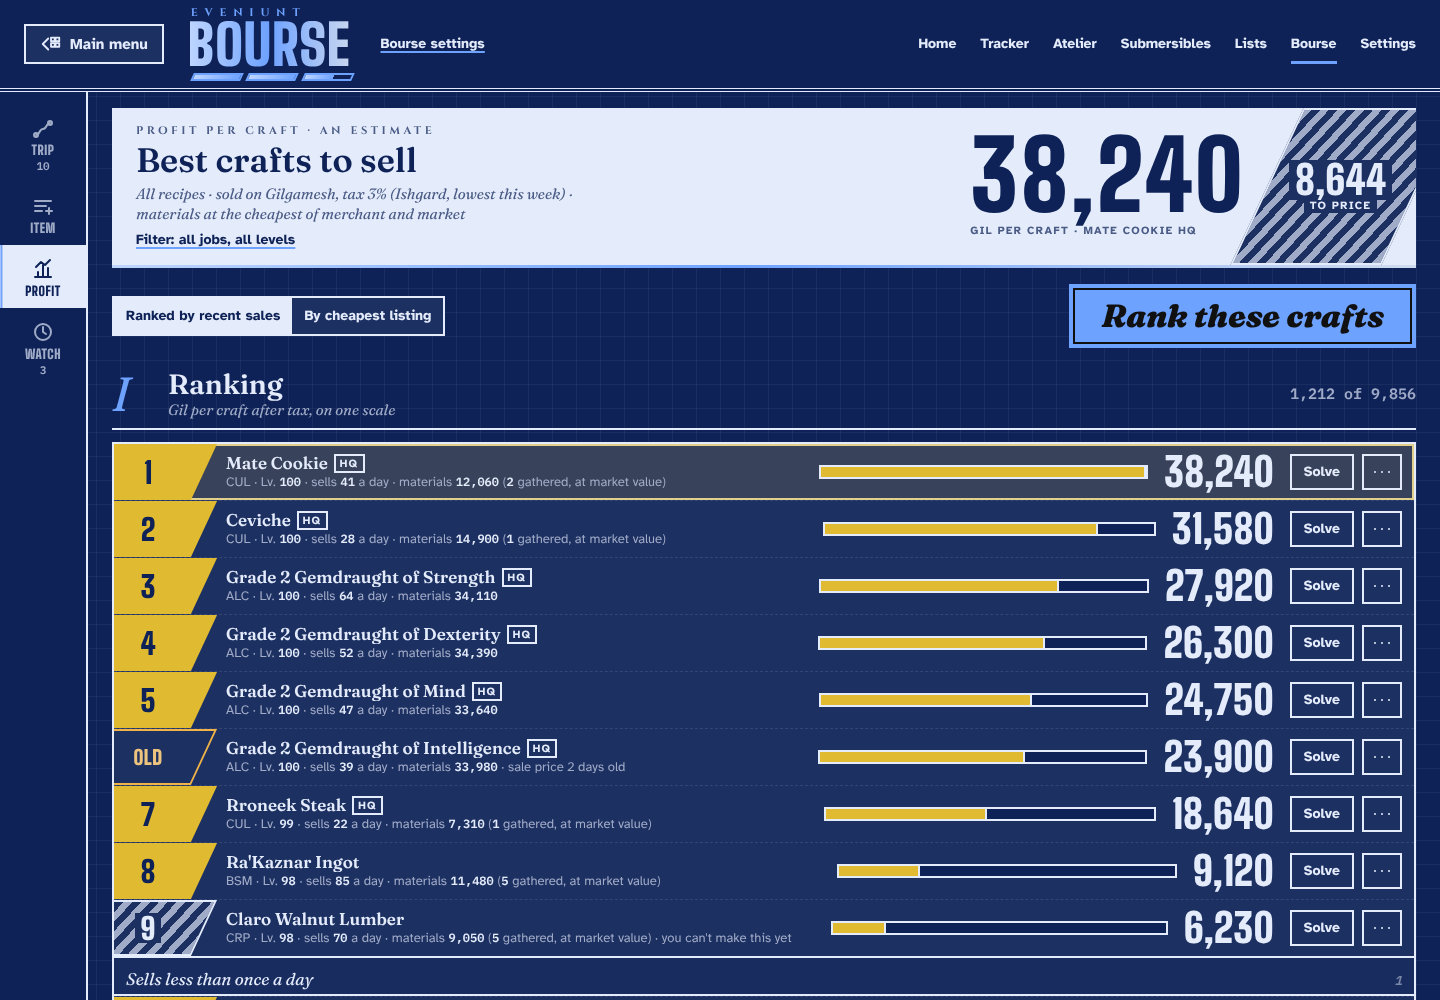 Main menu
EVENIUNT
BOURSE
Bourse settings
Home
Tracker
Atelier
Submersibles
Lists
Bourse
Settings
TRIP
10
ITEM
PROFIT
WATCH
3
PROFIT PER CRAFT · AN ESTIMATE
Best crafts to sell
All recipes · sold on Gilgamesh, tax 3% (Ishgard, lowest this week) ·
materials at the cheapest of merchant and market
Filter: all jobs, all levels
38,240
GIL PER CRAFT · MATE COOKIE HQ
8,644
TO PRICE
Ranked by recent sales
By cheapest listing
Rank these crafts
I
Ranking
Gil per craft after tax, on one scale
1,212 of 9,856
1
Mate Cookie HQ
CUL · Lv. 100 · sells 41 a day · materials 12,060 (2 gathered, at market value)
38,240
Solve
···
2
Ceviche HQ
CUL · Lv. 100 · sells 28 a day · materials 14,900 (1 gathered, at market value)
31,580
Solve
···
3
Grade 2 Gemdraught of Strength HQ
ALC · Lv. 100 · sells 64 a day · materials 34,110
27,920
Solve
···
4
Grade 2 Gemdraught of Dexterity HQ
ALC · Lv. 100 · sells 52 a day · materials 34,390
26,300
Solve
···
5
Grade 2 Gemdraught of Mind HQ
ALC · Lv. 100 · sells 47 a day · materials 33,640
24,750
Solve
···
OLD
Grade 2 Gemdraught of Intelligence HQ
ALC · Lv. 100 · sells 39 a day · materials 33,980 · sale price 2 days old
23,900
Solve
···
7
Rroneek Steak HQ
CUL · Lv. 99 · sells 22 a day · materials 7,310 (1 gathered, at market value)
18,640
Solve
···
8
Ra'Kaznar Ingot
BSM · Lv. 98 · sells 85 a day · materials 11,480 (5 gathered, at market value)
9,120
Solve
···
9
Claro Walnut Lumber
CRP · Lv. 98 · sells 70 a day · materials 9,050 (5 gathered, at market value) · you can't make this yet
6,230
Solve
···
Sells less than once a day
1